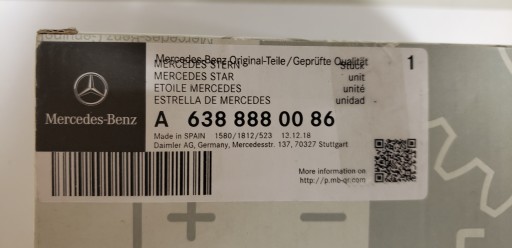 Mercedes-Benz Original-Teile/Geprüfte Qualität 1
MERCEDES STERN Stück
MERCEDES STAR unit
ETOILE MERCEDES unité
ESTRELLA DE MERCEDES unidad
Mercedes-Benz
A 638 888 00 86
Made in SPAIN 1580/1812/523 12.12.18
Daimler AG, Germany, Mercedesstr. 137, 70327 Stuttgart
More information on
http://p.mb-qr.com